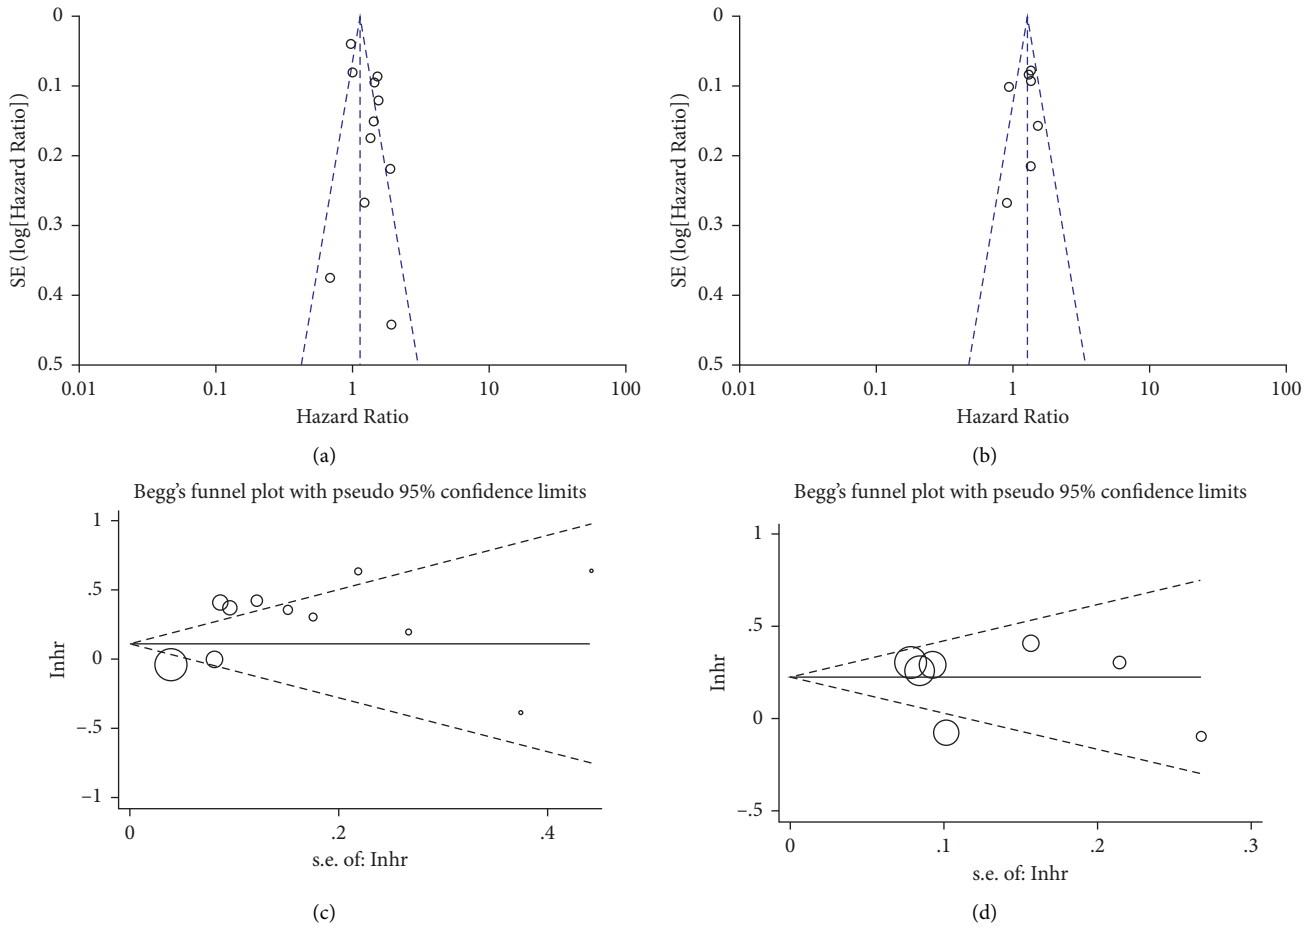 0
0.1
0.2
0.3
0.4
0.5
SE (log[Hazard Ratio])
0.01
0.1
1
10
100
Hazard Ratio
(a)
0
0.1
0.2
0.3
0.4
0.5
SE (log[Hazard Ratio])
0.01
0.1
1
10
100
Hazard Ratio
(b)
Begg's funnel plot with pseudo 95% confidence limits
1
.5
0
–.5
–1
Inhr
0
.2
.4
s.e. of: Inhr
(c)
Begg's funnel plot with pseudo 95% confidence limits
1
.5
0
–.5
Inhr
0
.1
.2
.3
s.e. of: Inhr
(d)